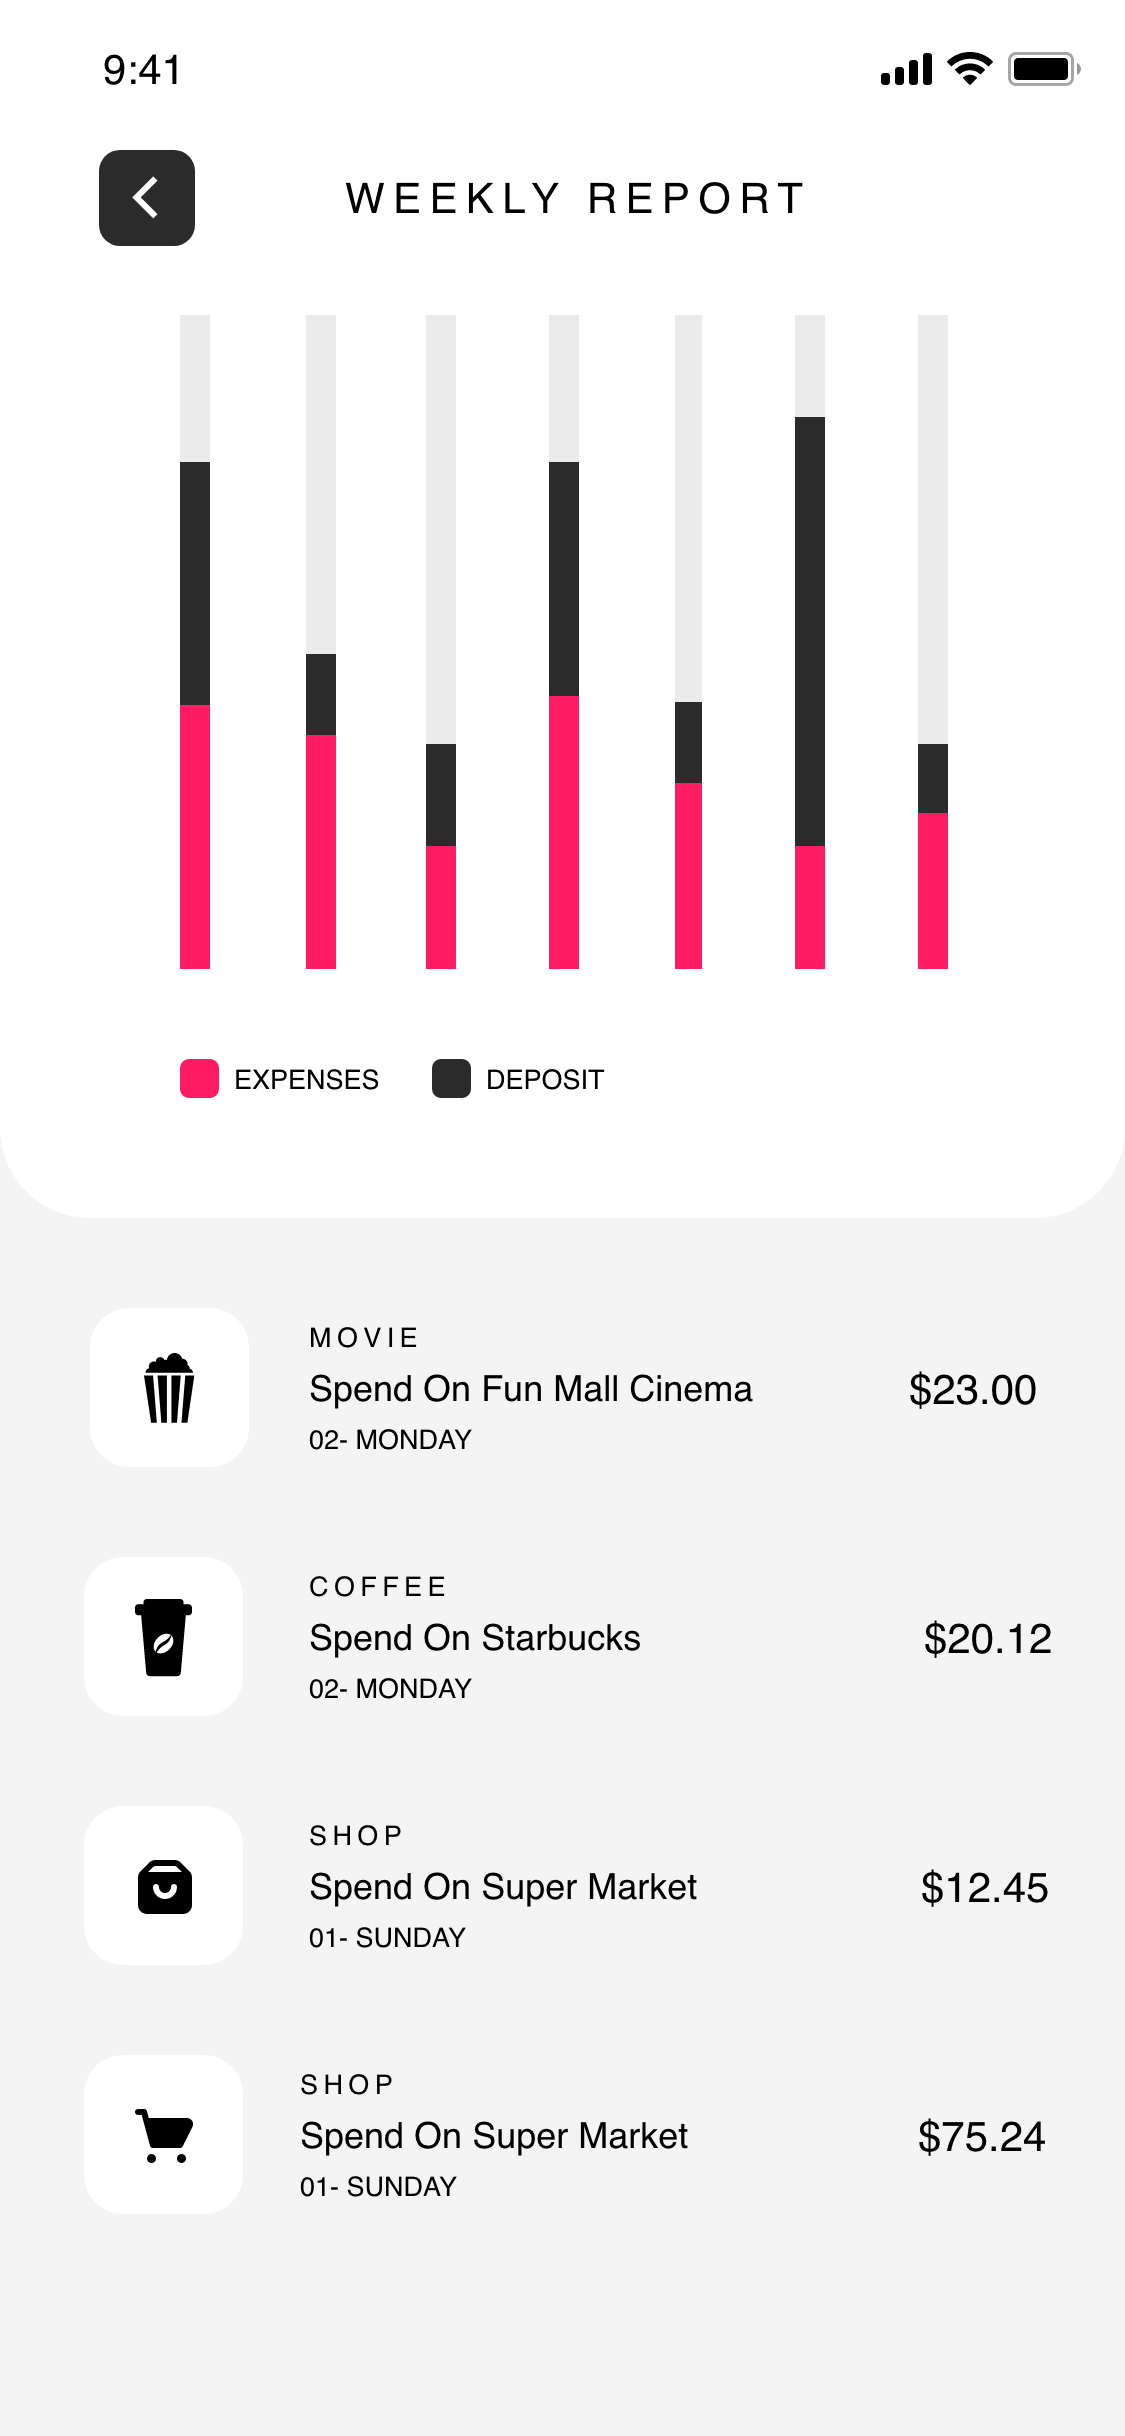 9:41
WEEKLY REPORT
EXPENSES
DEPOSIT
MOVIE
Spend On Fun Mall Cinema
$23.00
02- MONDAY
COFFEE
Spend On Starbucks
$20.12
02- MONDAY
SHOP
Spend On Super Market
$12.45
01- SUNDAY
SHOP
Spend On Super Market
$75.24
01- SUNDAY